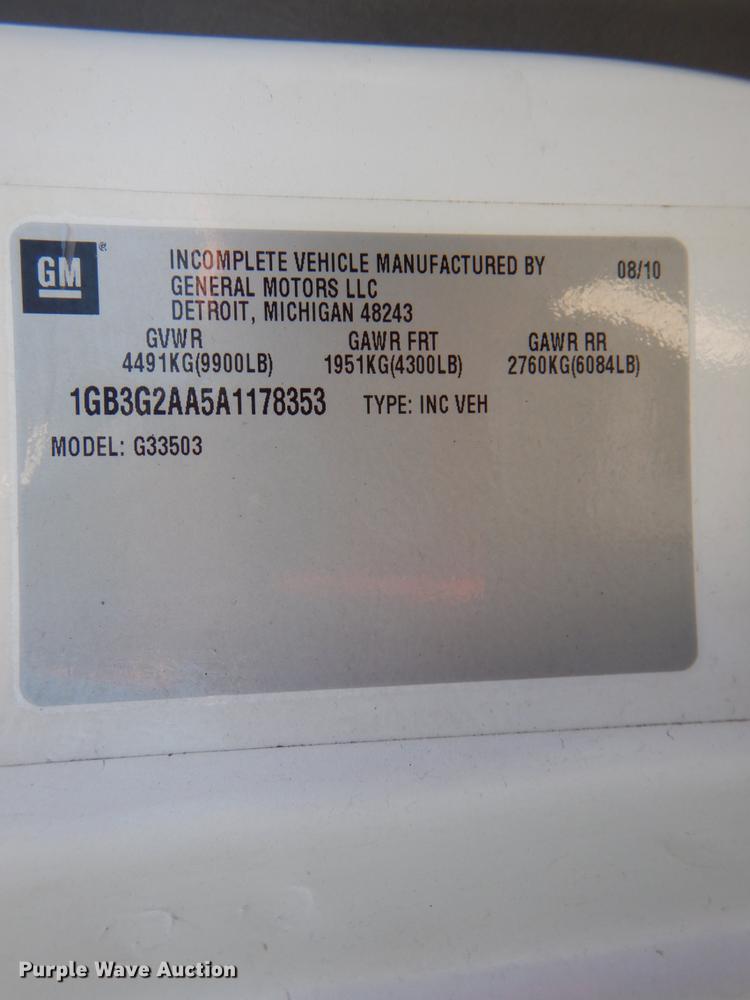 GM ®
INCOMPLETE VEHICLE MANUFACTURED BY 08/10
GENERAL MOTORS LLC
DETROIT, MICHIGAN 48243
GVWR GAWR FRT GAWR RR
4491KG(9900LB) 1951KG(4300LB) 2760KG(6084LB)
1GB3G2AA5A1178353 TYPE: INC VEH
MODEL: G33503
Purple Wave Auction